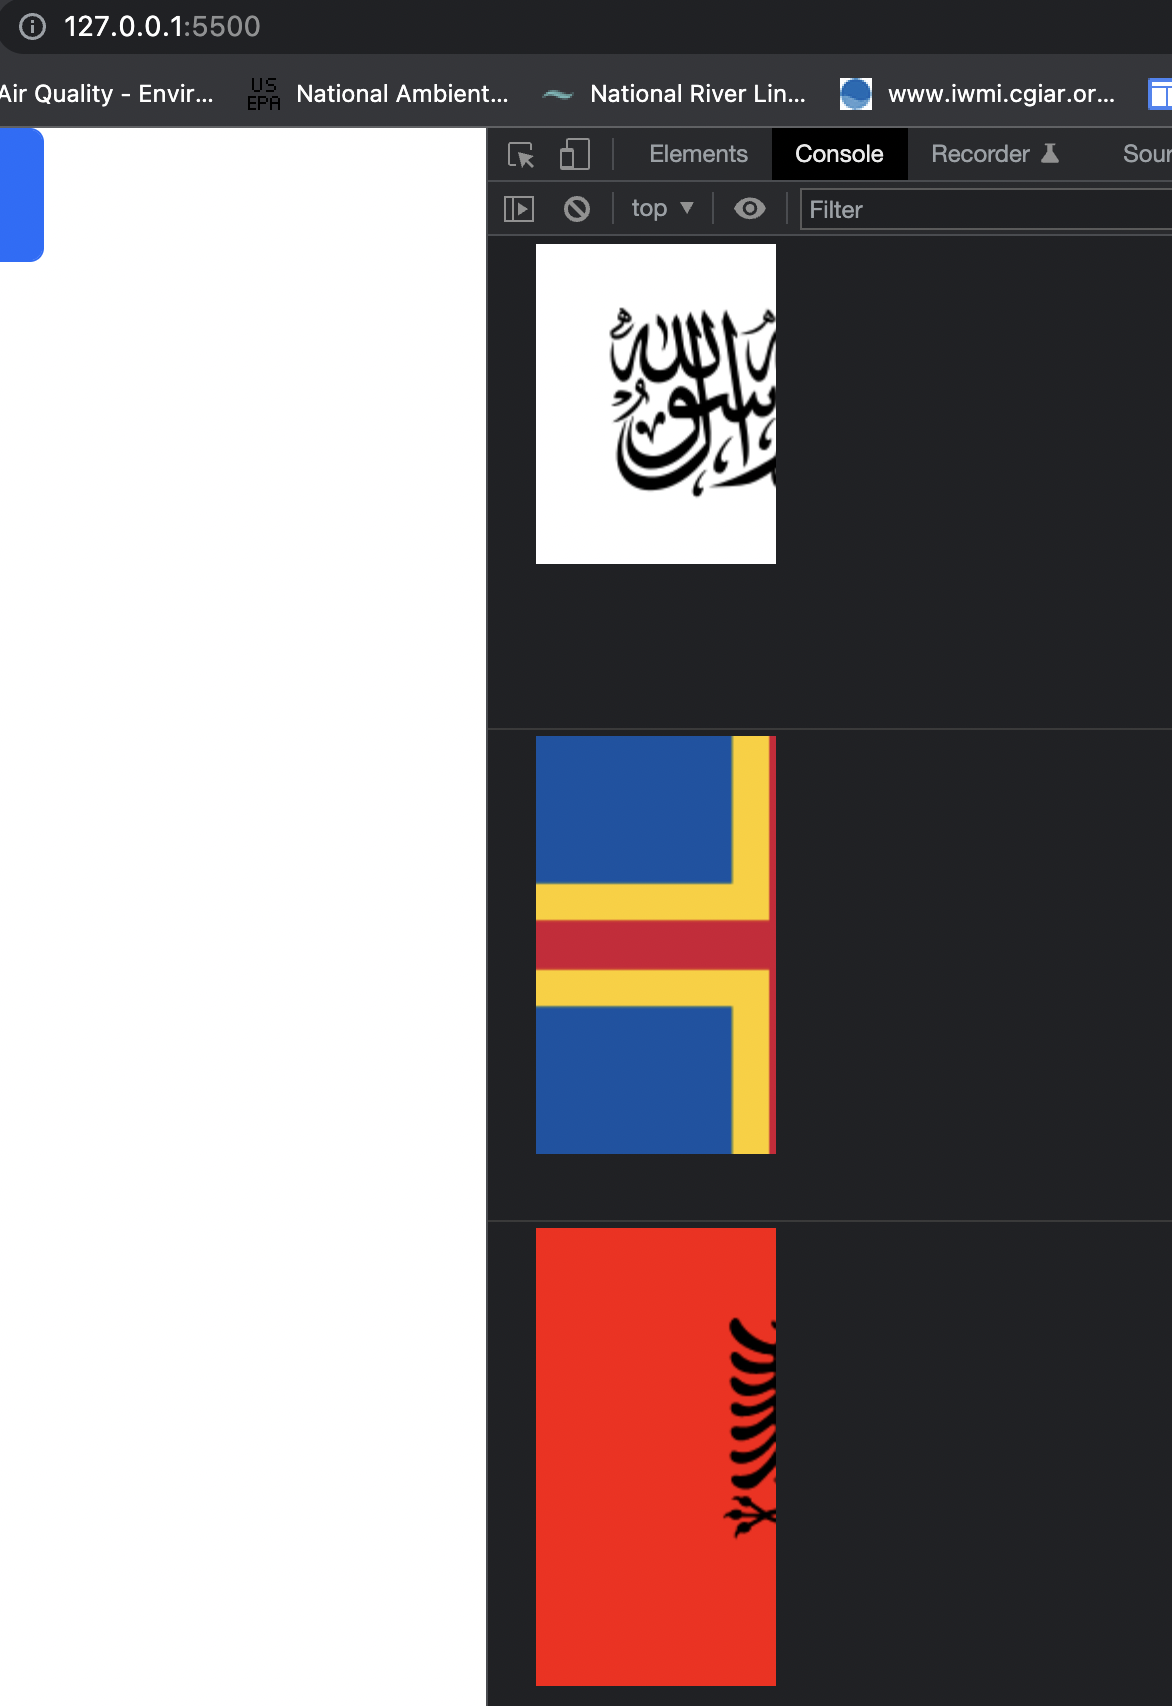 127.0.0.1:5500
Air Quality - Envir...
US
EPA
National Ambient...
National River Lin...
www.iwmi.cgiar.or...
Elements
Console
Recorder
Sour
top
Filter